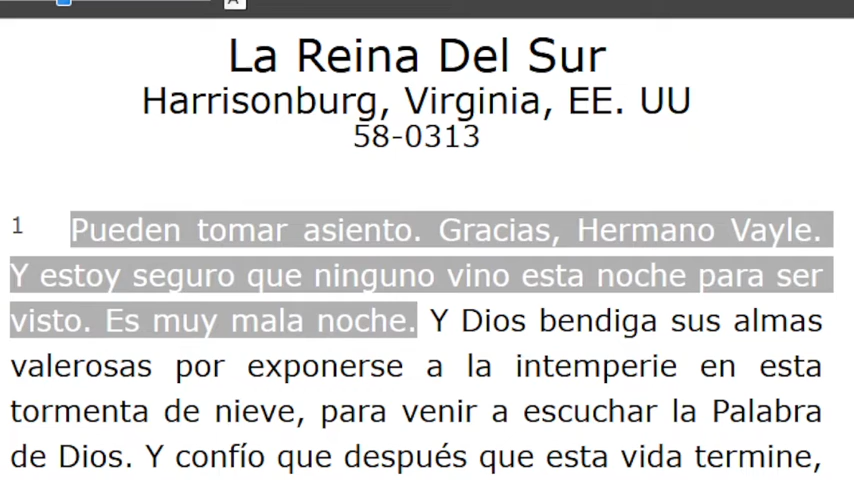 La Reina Del Sur
Harrisonburg, Virginia, EE. UU
58-0313
1 Pueden tomar asiento. Gracias, Hermano Vayle.
Y estoy seguro que ninguno vino esta noche para ser
visto. Es muy mala noche. Y Dios bendiga sus almas
valerosas por exponerse a la intemperie en esta
tormenta de nieve, para venir a escuchar la Palabra
de Dios. Y confío que después que esta vida termine,